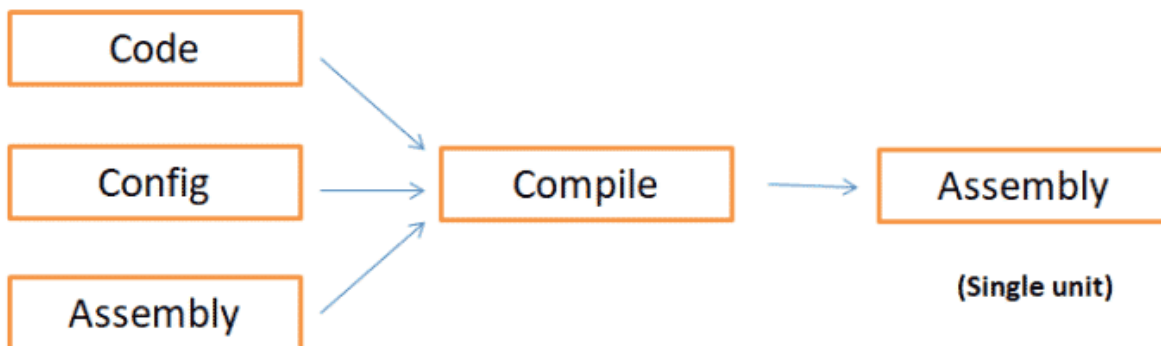 Code
Config
Assembly
Compile
Assembly
(Single unit)